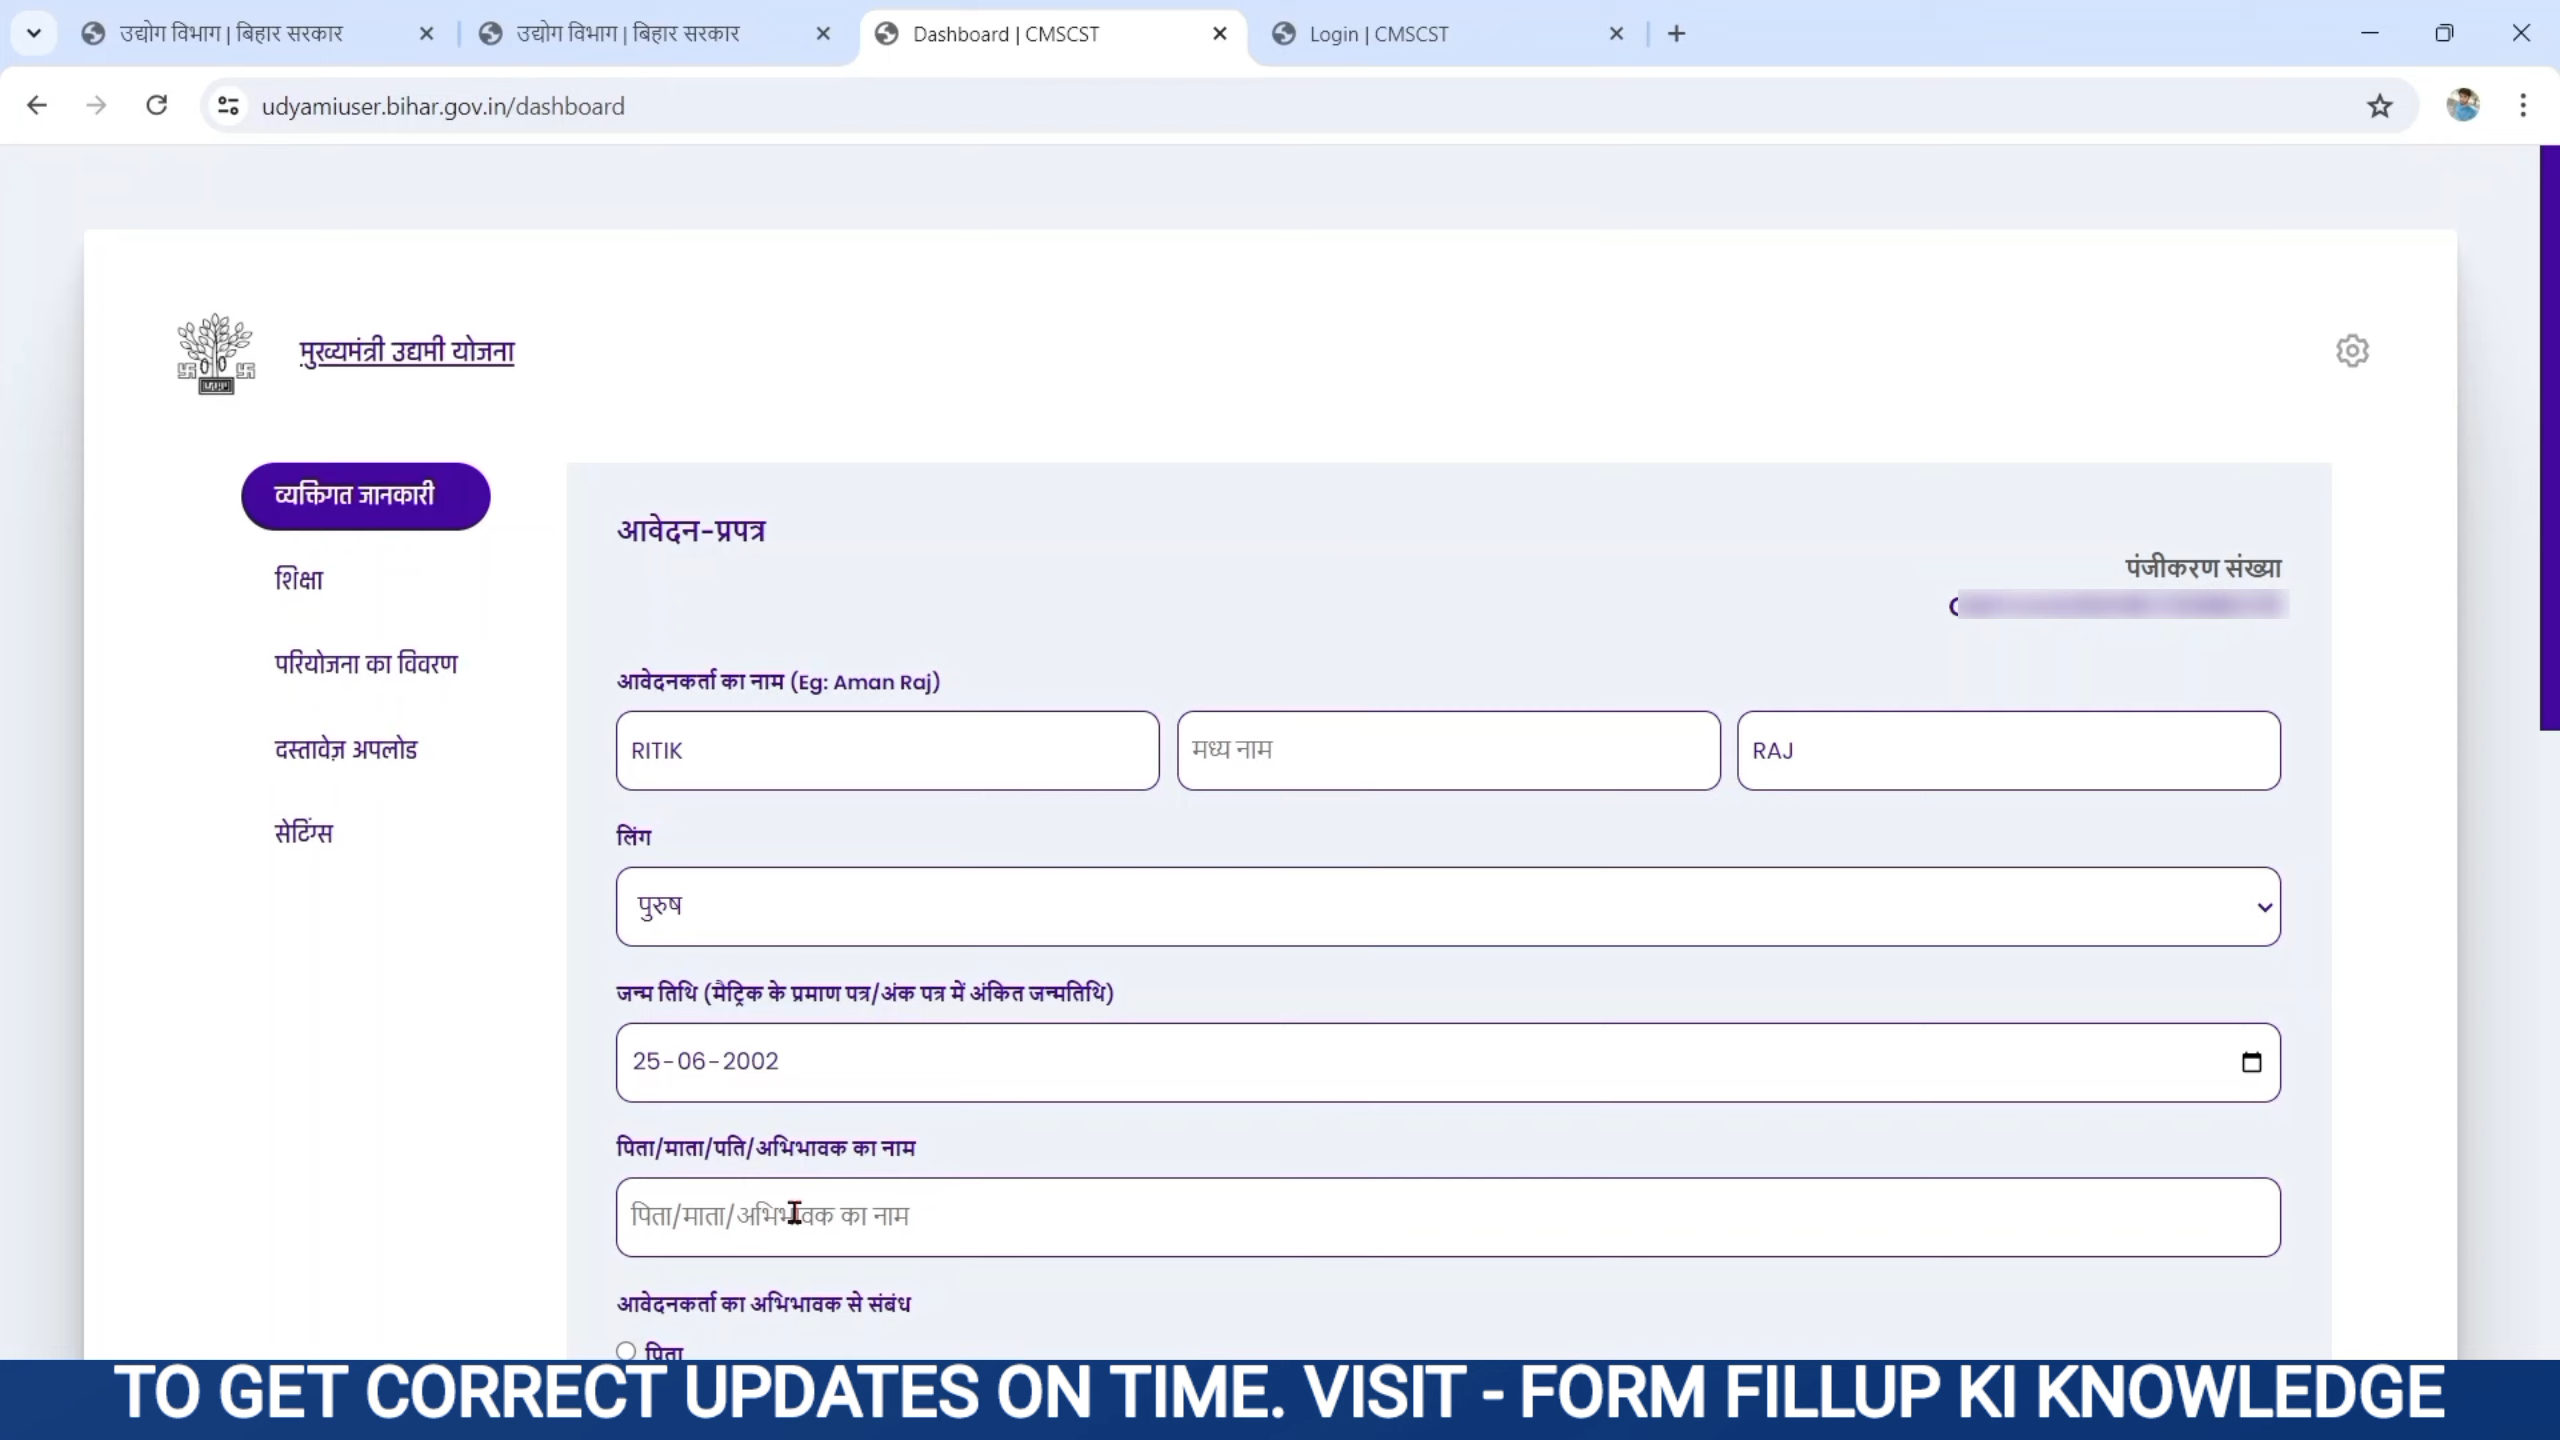 उद्योग विभाग | बिहार सरकार
उद्योग विभाग | बिहार सरकार
Dashboard | CMSCST
Login | CMSCST
udyamiuser.bihar.gov.in/dashboard
मुख्यमंत्री उद्यमी योजना
व्यक्तिगत जानकारी
शिक्षा
परियोजना का विवरण
दस्तावेज़ अपलोड
सेटिंग्स
आवेदन-प्रपत्र
पंजीकरण संख्या
आवेदनकर्ता का नाम (Eg: Aman Raj)
RITIK
मध्य नाम
RAJ
लिंग
पुरुष
जन्म तिथि (मैट्रिक के प्रमाण पत्र/अंक पत्र में अंकित जन्मतिथि)
25-06-2002
पिता/माता/पति/अभिभावक का नाम
पिता/माता/अभिभावक का नाम
आवेदनकर्ता का अभिभावक से संबंध
पिता
TO GET CORRECT UPDATES ON TIME. VISIT - FORM FILLUP KI KNOWLEDGE